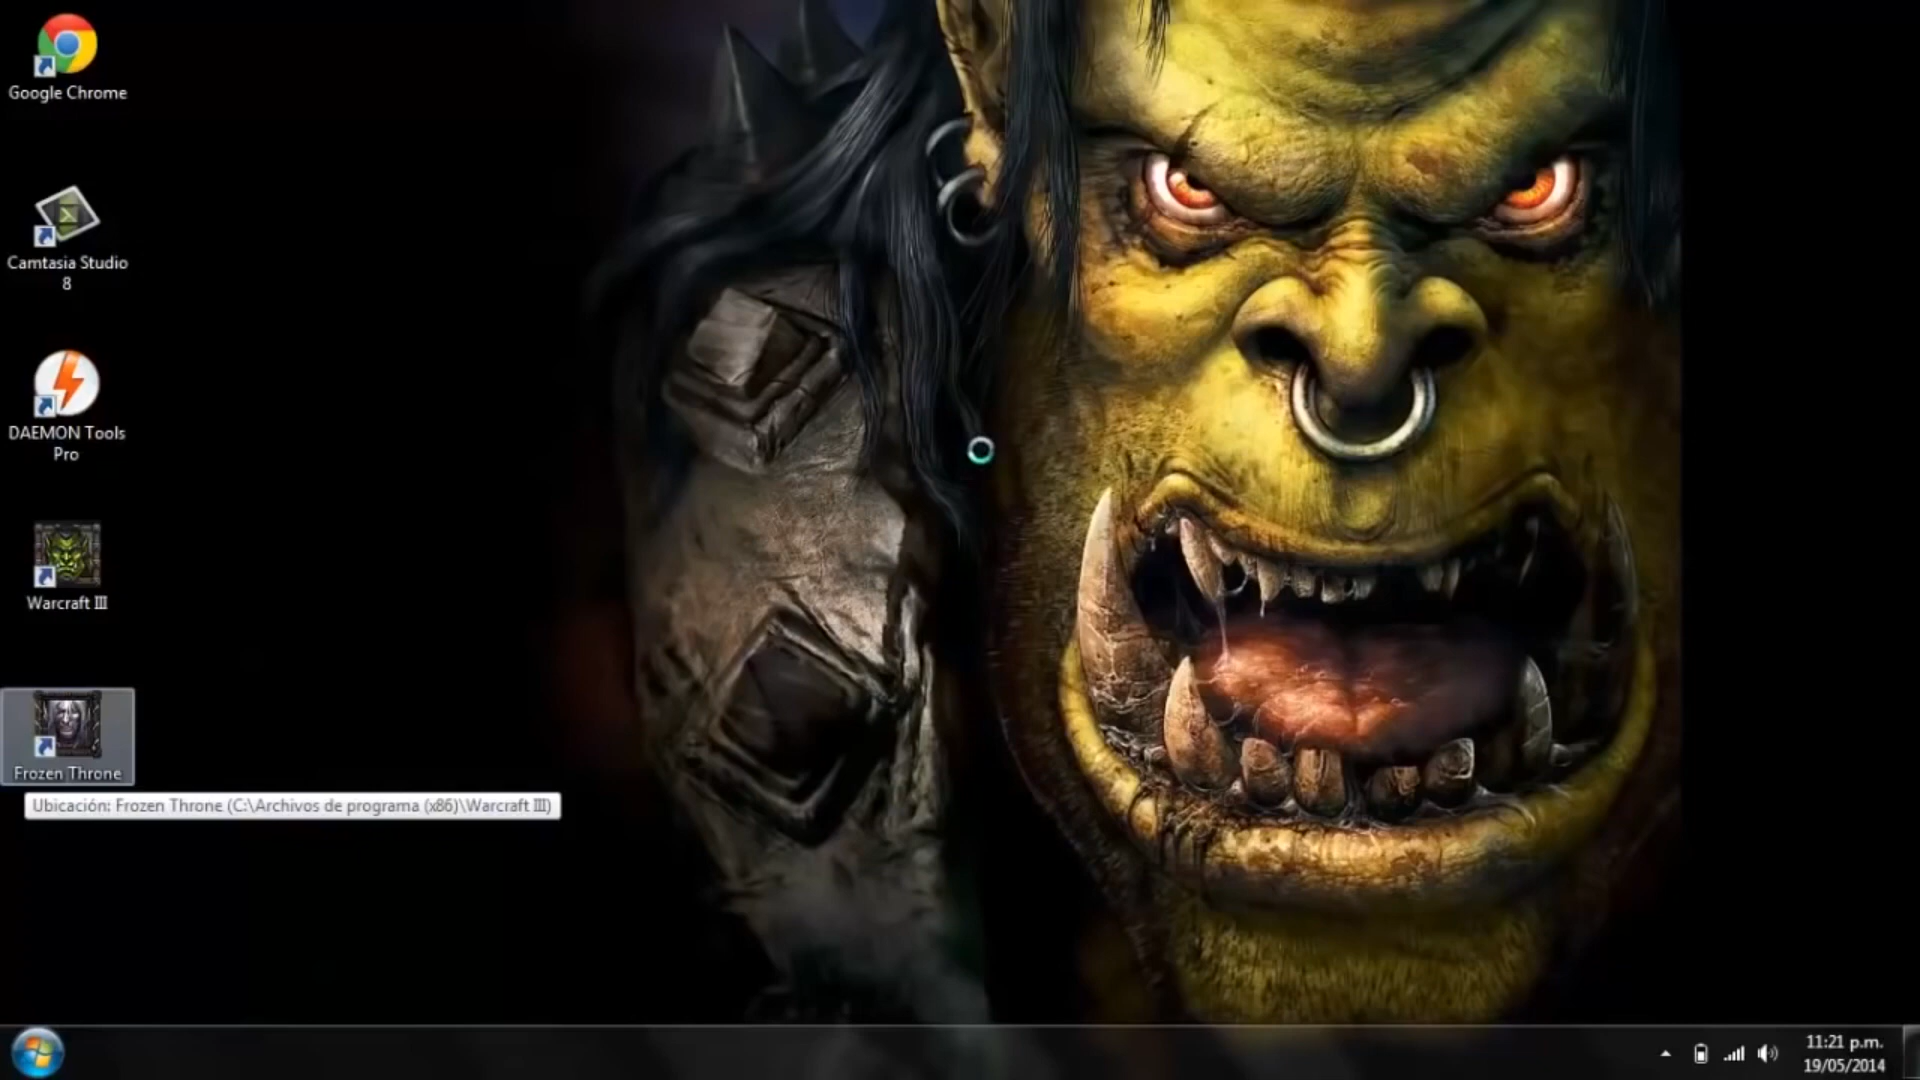 Google Chrome
Camtasia Studio
8
DAEMON Tools
Pro
Warcraft III
Frozen Throne
Ubicación: Frozen Throne (C:\Archivos de programa (x86)\Warcraft III)
11:21 p.m.
19/05/2014